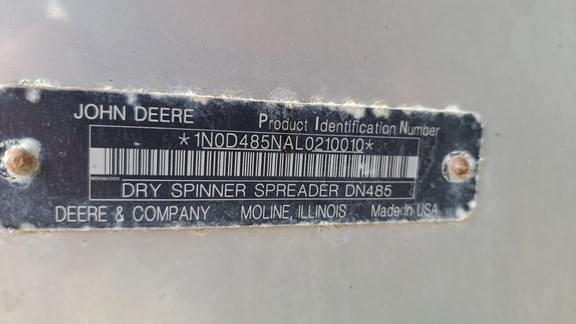 JOHN DEERE Product Identification Number
*1N0D485NAL0210010*
DRY SPINNER SPREADER DN485
DEERE & COMPANY MOLINE, ILLINOIS Made in USA